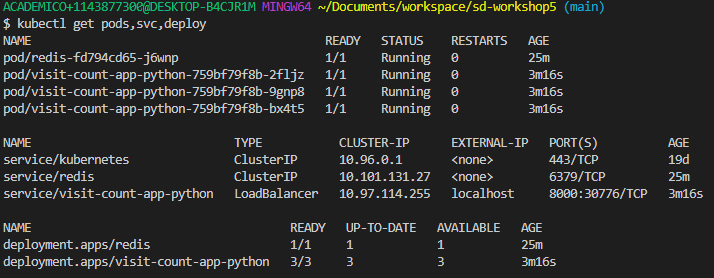 ACADEMICO+1143877300@DESKTOP-B4CJR1M MINGW64 ~/Documents/workspace/sd-workshop5 (main)
$ kubectl get pods,svc,deploy
NAME READY STATUS RESTARTS AGE
pod/redis-fd794cd65-j6wnp 1/1 Running 0 25m
pod/visit-count-app-python-759bf79f8b-2fljz 1/1 Running 0 3m16s
pod/visit-count-app-python-759bf79f8b-9gnp8 1/1 Running 0 3m16s
pod/visit-count-app-python-759bf79f8b-bx4t5 1/1 Running 0 3m16s
NAME TYPE CLUSTER-IP EXTERNAL-IP PORT(S) AGE
service/kubernetes ClusterIP 10.96.0.1 <none> 443/TCP 19d
service/redis ClusterIP 10.101.131.27 <none> 6379/TCP 25m
service/visit-count-app-python LoadBalancer 10.97.114.255 localhost 8000:30776/TCP 3m16s
NAME READY UP-TO-DATE AVAILABLE AGE
deployment.apps/redis 1/1 1 1 25m
deployment.apps/visit-count-app-python 3/3 3 3 3m16s